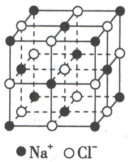 ● Na⁺ ○ Cl⁻